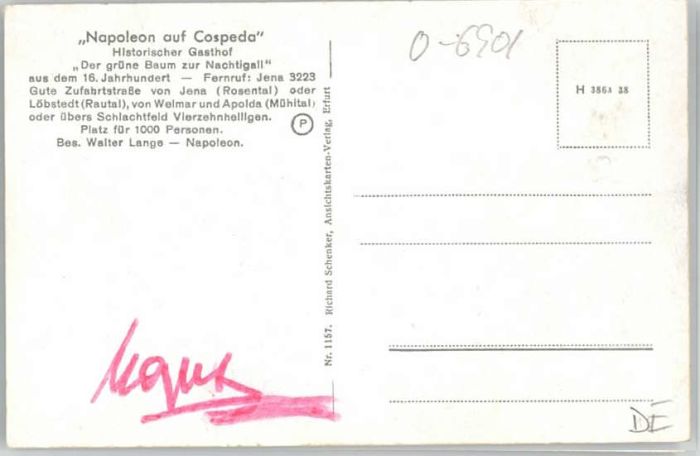 „Napoleon auf Cospeda"
Historischer Gasthof
„Der grüne Baum zur Nachtigall"
aus dem 16. Jahrhundert — Fernruf: Jena 3223
Gute Zufahrtstraße von Jena (Rosental) oder
Löbstedt (Rautal), von Weimar und Apolda (Mühltal)
oder übers Schlachtfeld Vierzehnheiligen.
Platz für 1000 Personen.
Bes. Walter Lange — Napoleon.
P
Nr. 1157. Richard Schenker, Ansichtskarten-Verlag, Erfurt
O-6901
H 386A 38
DE